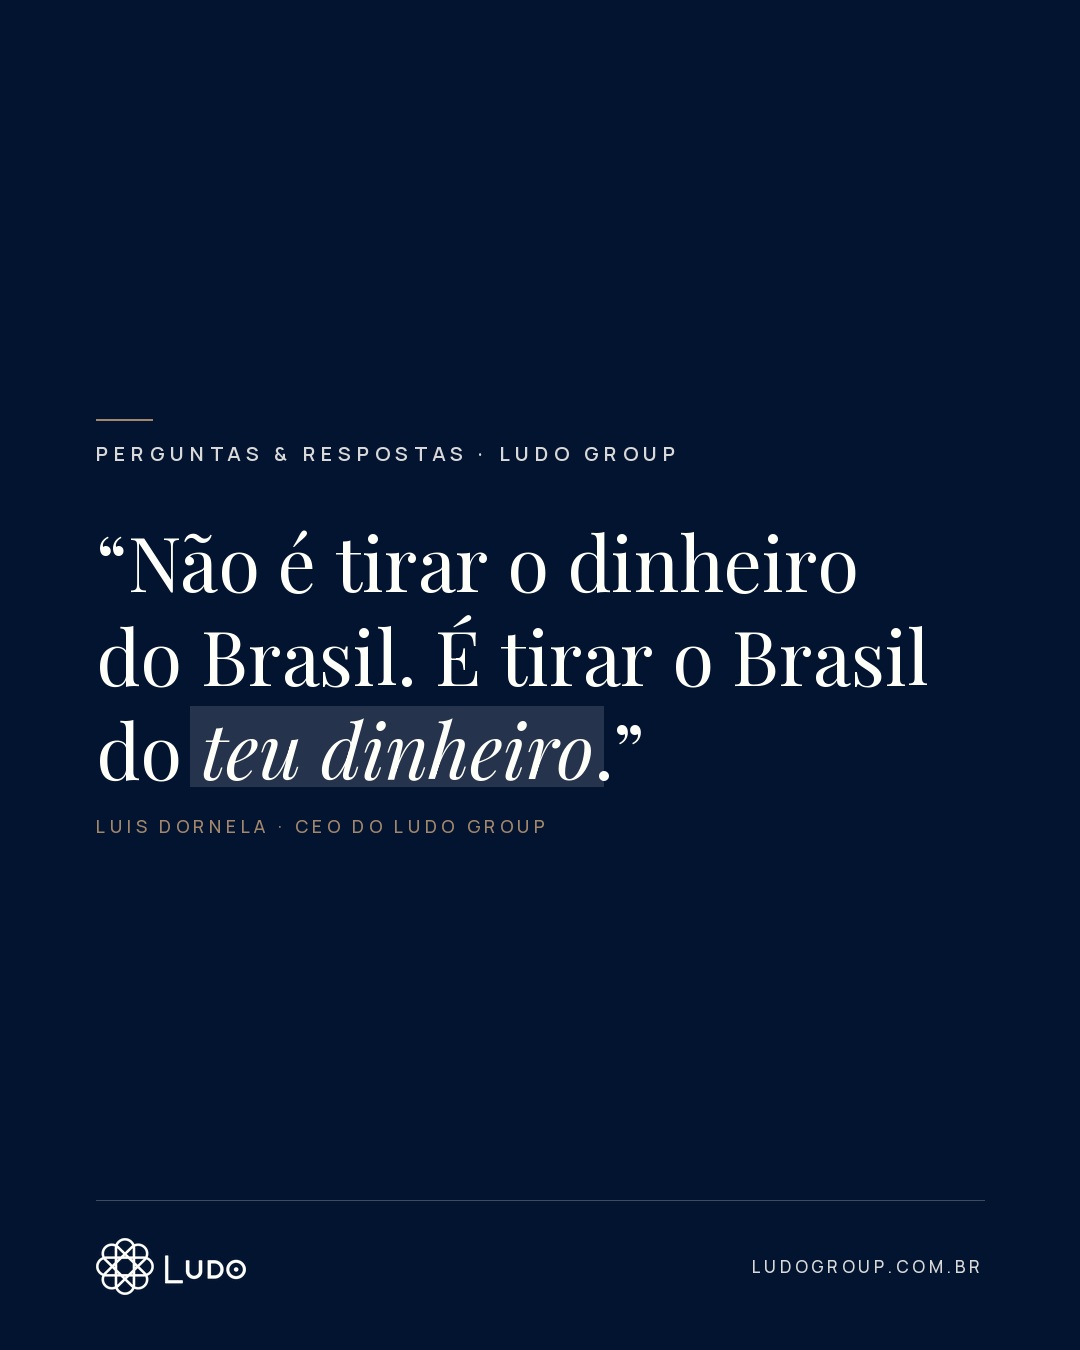 PERGUNTAS & RESPOSTAS · LUDO GROUP
“Não é tirar o dinheiro
do Brasil. É tirar o Brasil
do teu dinheiro.”
LUIS DORNELA · CEO DO LUDO GROUP
LUDO
LUDOGROUP.COM.BR